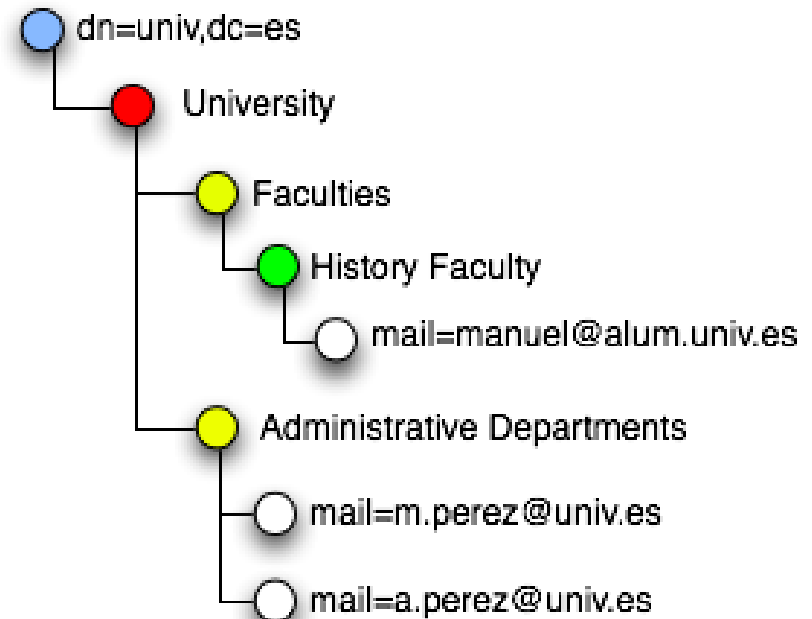 dn=univ,dc=es
University
Faculties
History Faculty
mail=manuel@alum.univ.es
Administrative Departments
mail=m.perez@univ.es
mail=a.perez@univ.es